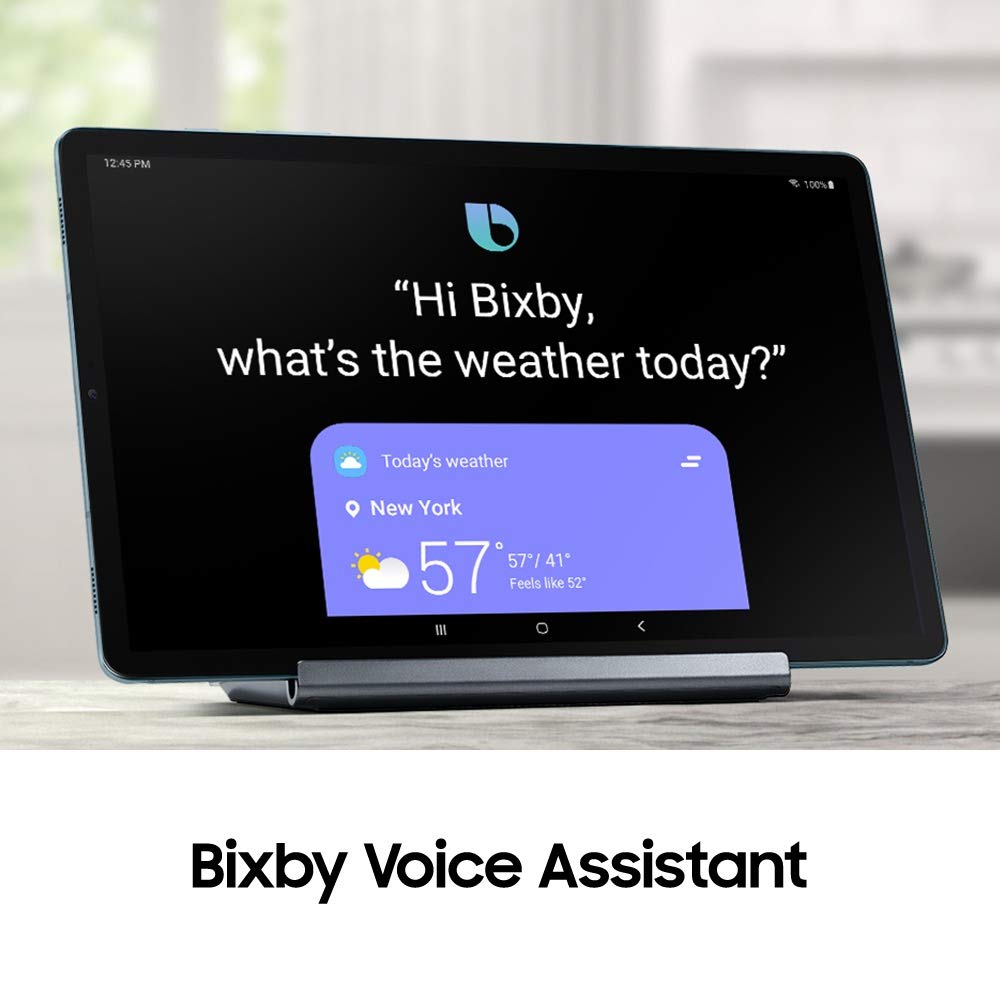 12:45 PM
100%
“Hi Bixby,
what’s the weather today?”
Today's weather
New York
57°
57°/ 41°
Feels like 52°
Bixby Voice Assistant